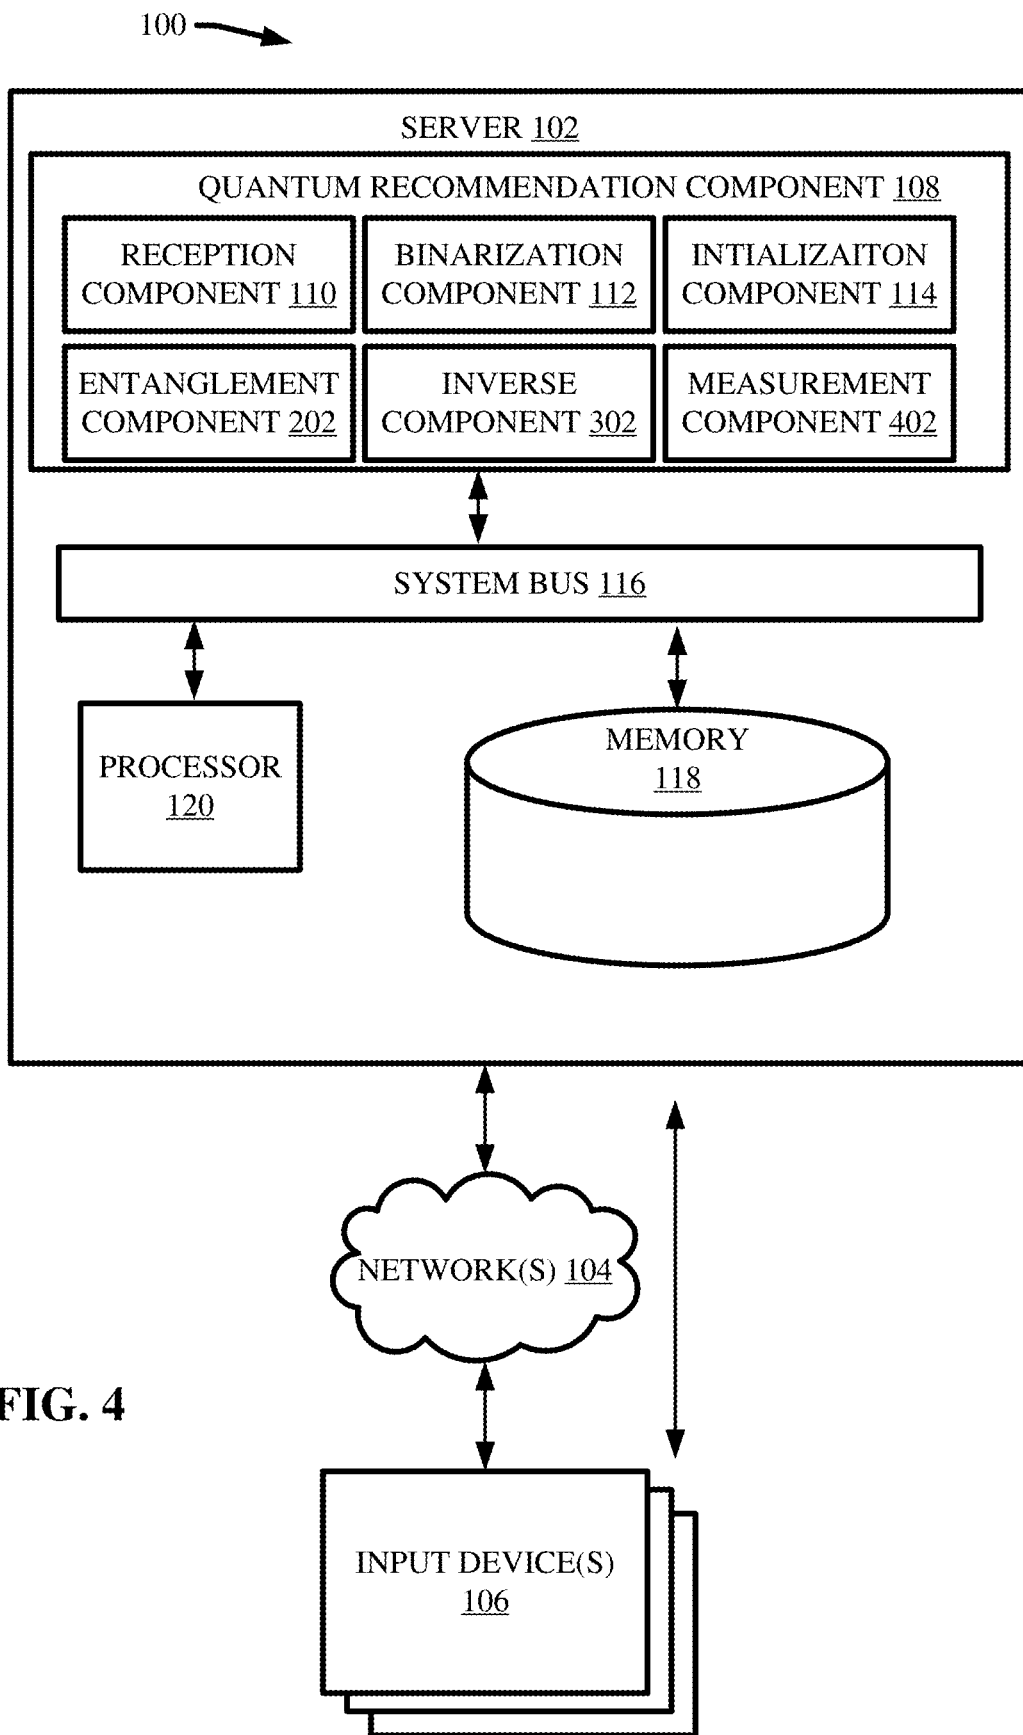 100
SERVER 102
QUANTUM RECOMMENDATION COMPONENT 108
RECEPTION
COMPONENT 110
BINARIZATION
COMPONENT 112
INTIALIZAITON
COMPONENT 114
ENTANGLEMENT
COMPONENT 202
INVERSE
COMPONENT 302
MEASUREMENT
COMPONENT 402
SYSTEM BUS 116
PROCESSOR
120
MEMORY
118
NETWORK(S) 104
FIG. 4
INPUT DEVICE(S)
106